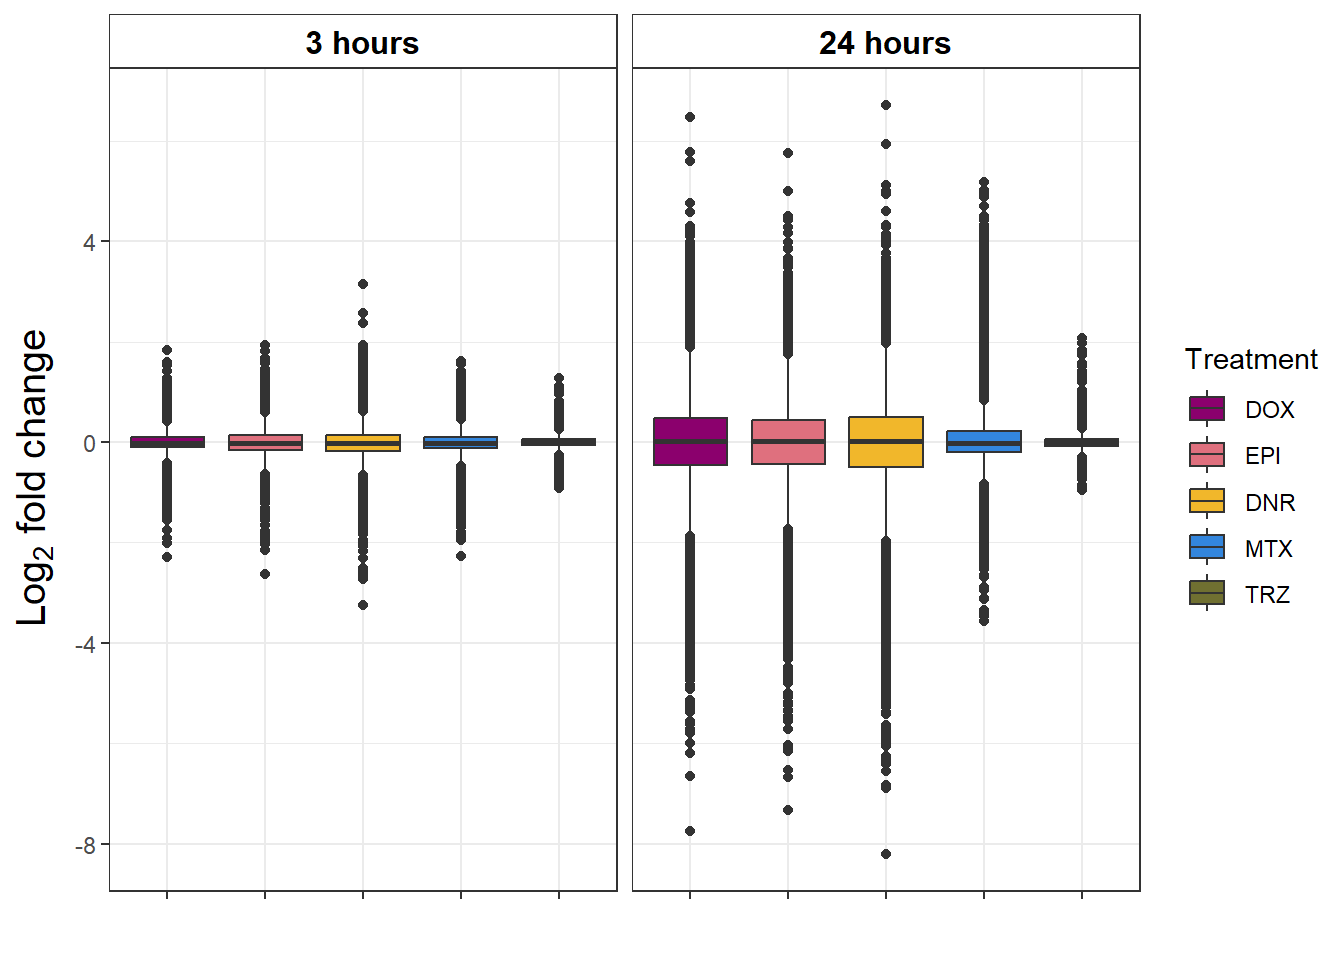 3 hours
24 hours
Log₂ fold change
4
0
-4
-8
Treatment
DOX
EPI
DNR
MTX
TRZ